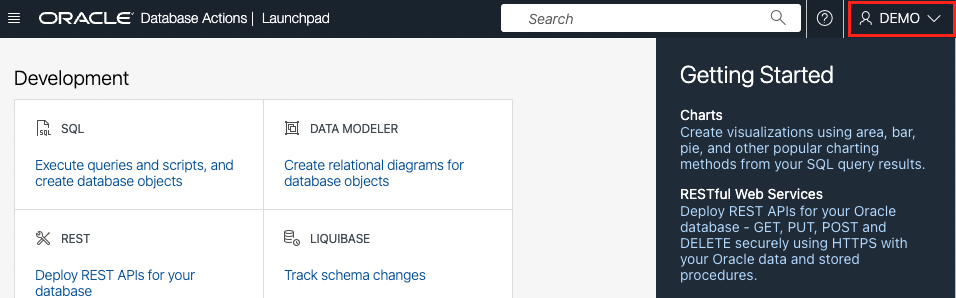 ORACLE Database Actions | Launchpad
Search
DEMO
Development
SQL
Execute queries and scripts, and
create database objects
DATA MODELER
Create relational diagrams for
database objects
REST
Deploy REST APIs for your
database
LIQUIBASE
Track schema changes
Getting Started
Charts
Create visualizations using area, bar,
pie, and other popular charting
methods from your SQL query results.
RESTful Web Services
Deploy REST APIs for your Oracle
database - GET, PUT, POST and
DELETE securely using HTTPS with
your Oracle data and stored
procedures.